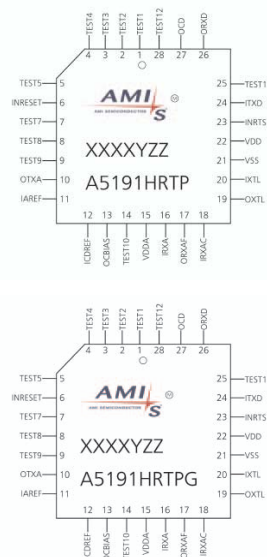 TEST4 TEST3 TEST2 TEST1 TEST12 OCD ORXD
4 3 2 1 28 27 26
TEST5 5 25 TEST1
INRESET 6 24 ITXD
TEST7 7 23 INRTS
TEST8 8 22 VDD
TEST9 9 21 VSS
OTXA 10 20 IXTL
IAREF 11 19 OXTL
AMI S
AMI SEMICONDUCTOR
XXXXYZZ
A5191HRTP
12 13 14 15 16 17 18
ICDREF OCBIAS TEST10 VDDA IRXA ORXAF IRXAC
TEST4 TEST3 TEST2 TEST1 TEST12 OCD ORXD
4 3 2 1 28 27 26
TEST5 5 25 TEST1
INRESET 6 24 ITXD
TEST7 7 23 INRTS
TEST8 8 22 VDD
TEST9 9 21 VSS
OTXA 10 20 IXTL
IAREF 11 19 OXTL
AMI S
AMI SEMICONDUCTOR
XXXXYZZ
A5191HRTPG
12 13 14 15 16 17 18
CDREF OCBIAS TEST10 VDDA IRXA ORXAF IRXAC